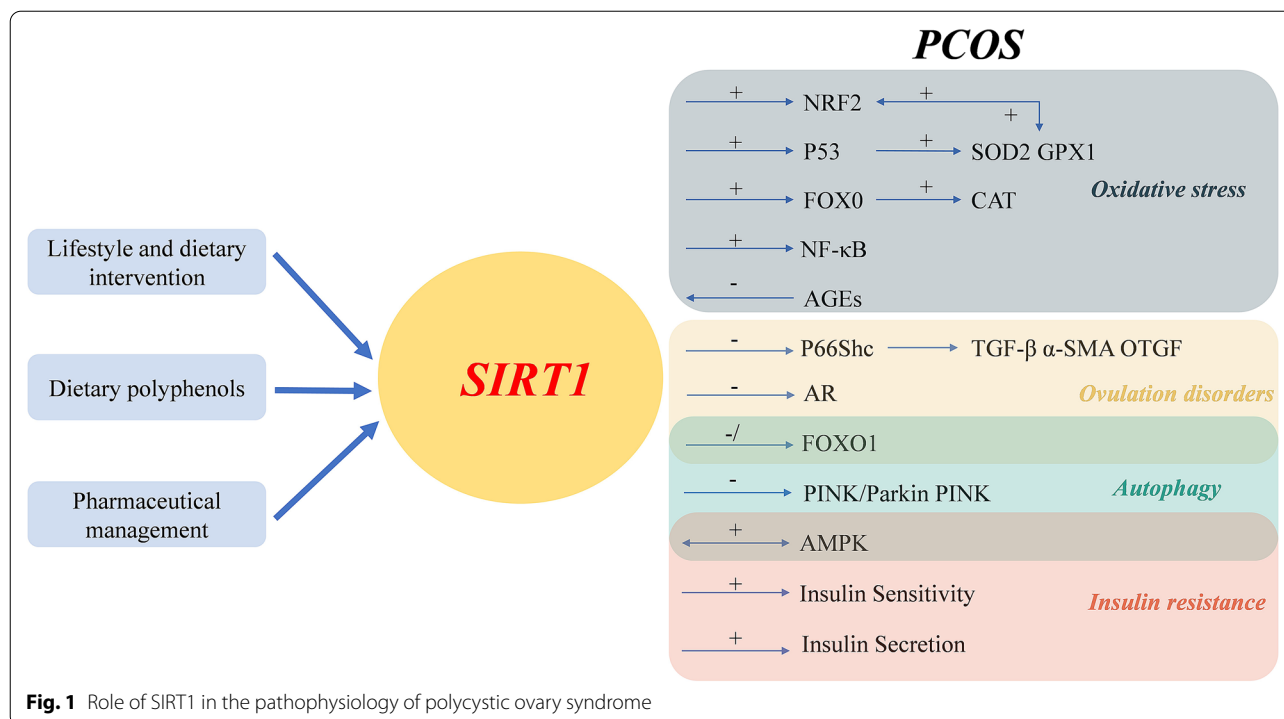 PCOS
+ NRF2 +
+
+ P53 + SOD2 GPX1
Oxidative stress
+ FOX0 + CAT
+ NF-κB
- AGEs
Lifestyle and dietary
intervention
Dietary polyphenols
Pharmaceutical
management
SIRT1
- P66Shc TGF-β α-SMA OTGF
- AR
Ovulation disorders
-/ FOXO1
- PINK/Parkin PINK
Autophagy
+ AMPK
+ Insulin Sensitivity
Insulin resistance
+ Insulin Secretion
Fig. 1 Role of SIRT1 in the pathophysiology of polycystic ovary syndrome